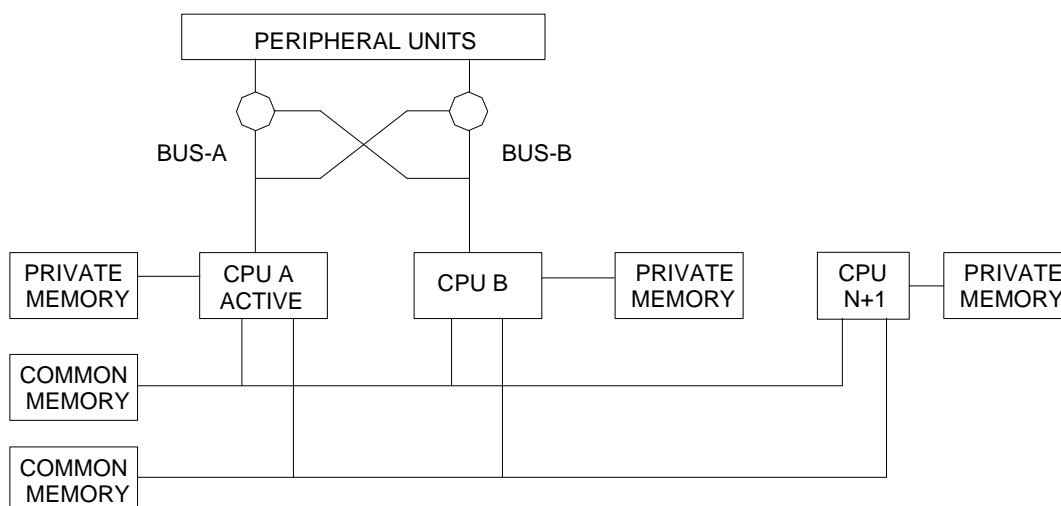 PERIPHERAL UNITS
BUS-A
BUS-B
PRIVATE
MEMORY
CPU A
ACTIVE
CPU B
PRIVATE
MEMORY
CPU
N+1
PRIVATE
MEMORY
COMMON
MEMORY
COMMON
MEMORY